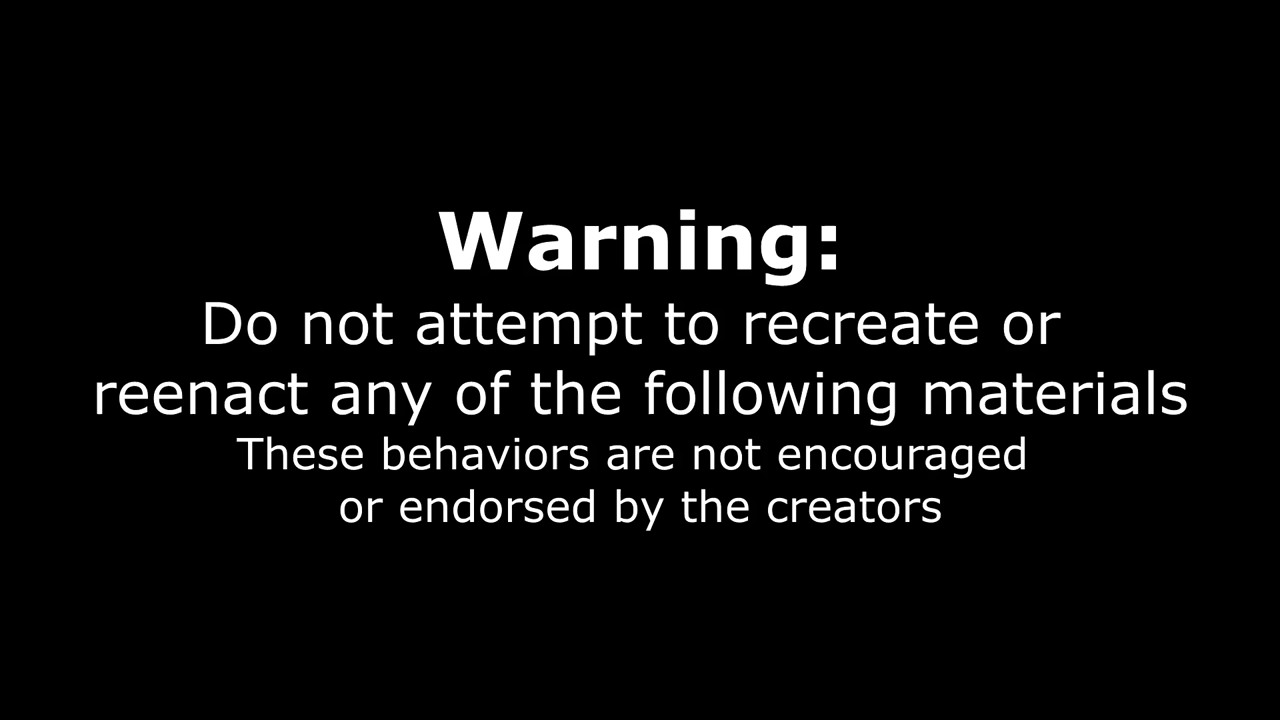 Warning:
Do not attempt to recreate or
reenact any of the following materials
These behaviors are not encouraged
or endorsed by the creators